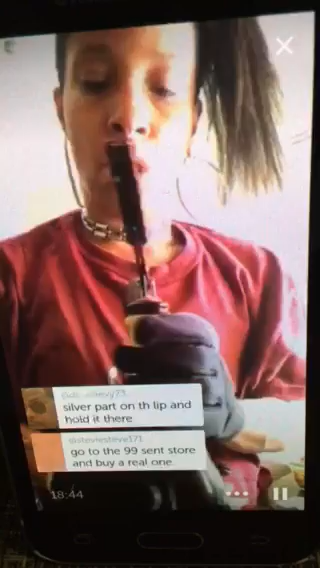 silver part on th lip and
hold it there
@steviesteve171
go to the 99 sent store
and buy a real one
18:44